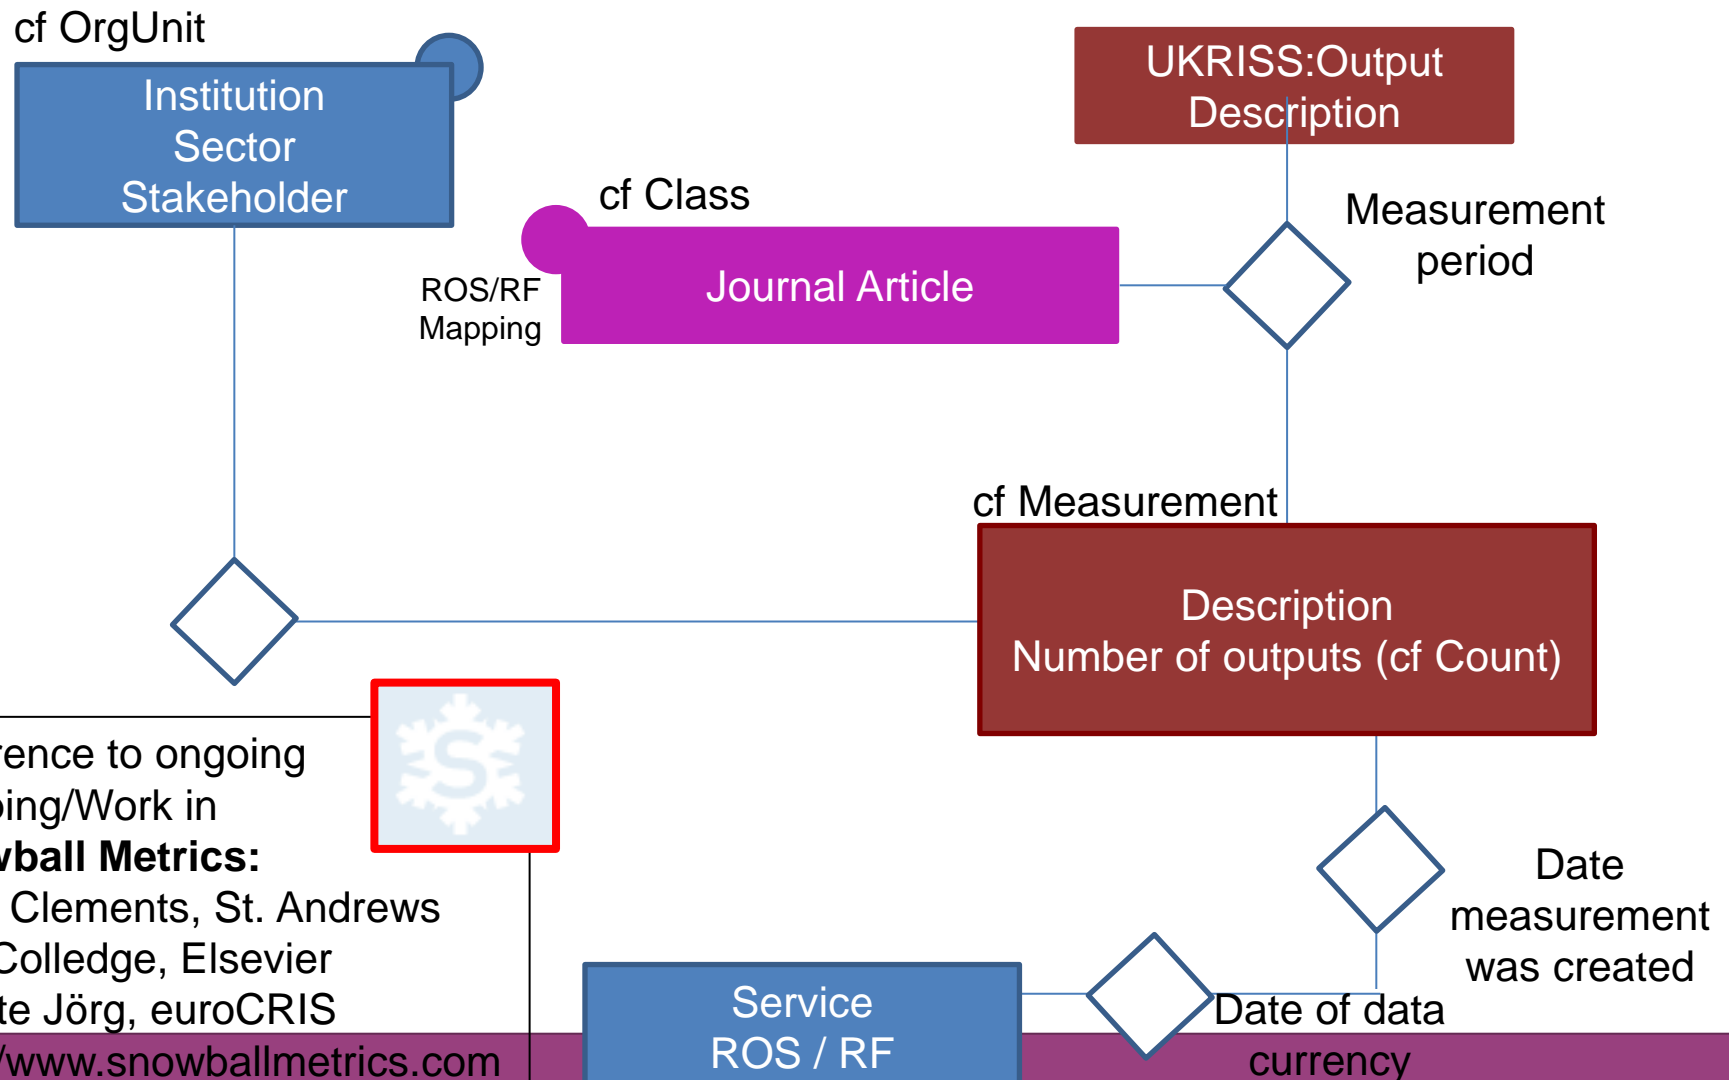 cf OrgUnit
Institution
Sector
Stakeholder
UKRISS:Output
Description
cf Class
Journal Article
ROS/RF
Mapping
Measurement
period
cf Measurement
Description
Number of outputs (cf Count)
S
rence to ongoing
ing/Work in
wball Metrics:
Clements, St. Andrews
Colledge, Elsevier
te Jörg, euroCRIS
/www.snowballmetrics.com
Date
measurement
was created
Service
ROS / RF
Date of data
currency